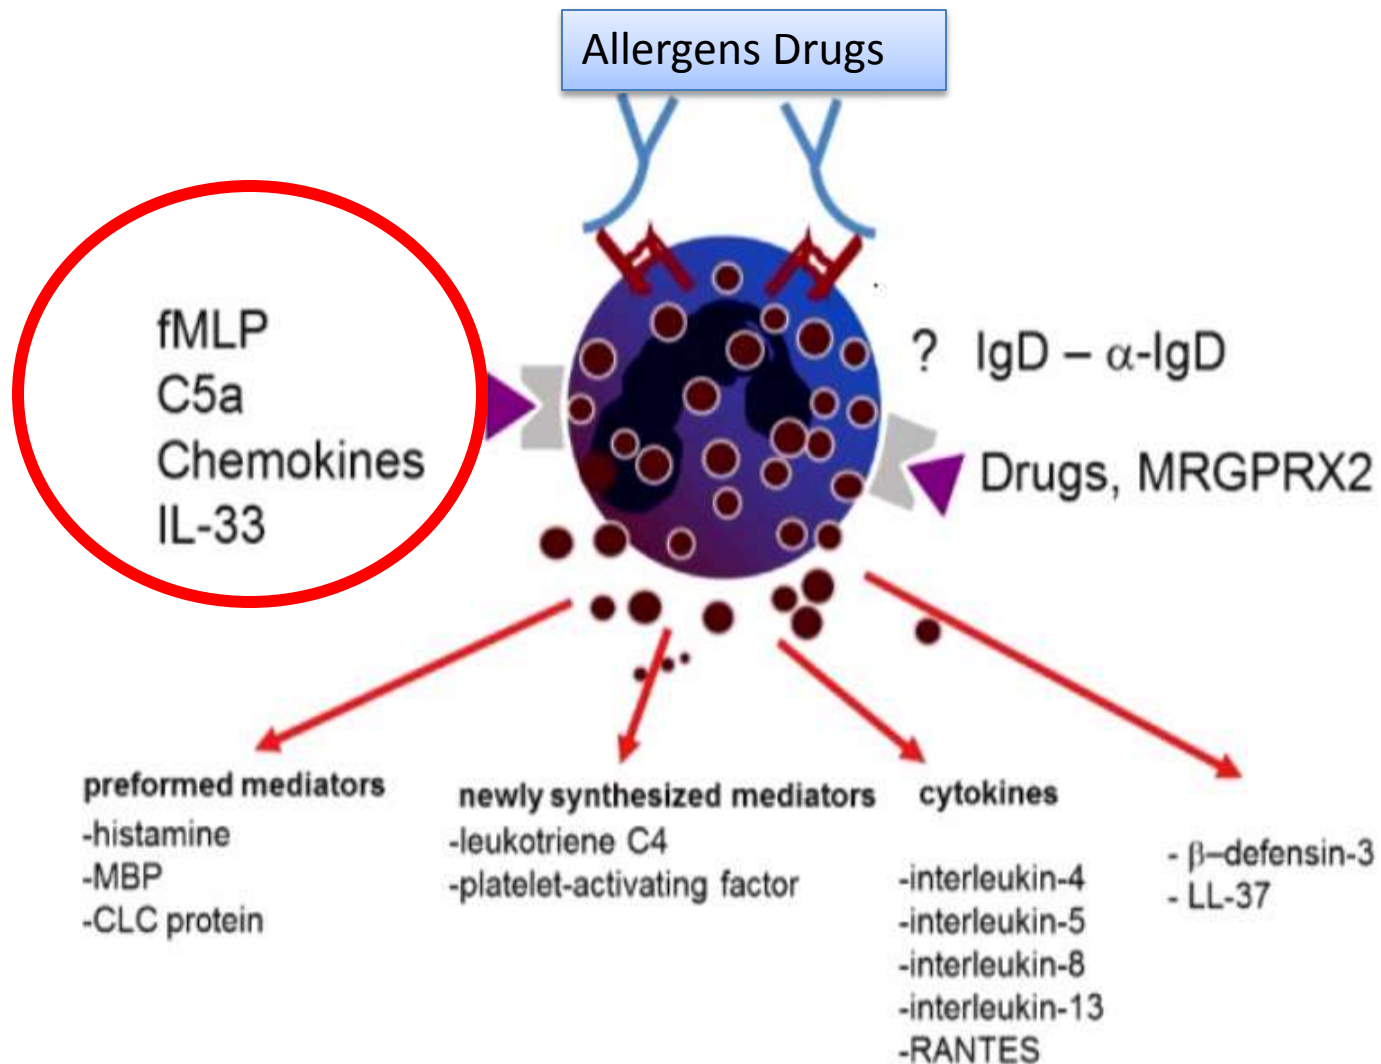 Allergens Drugs
fMLP
C5a
Chemokines
IL-33
? IgD – α-IgD
Drugs, MRGPRX2
preformed mediators
-histamine
-MBP
-CLC protein
newly synthesized mediators
-leukotriene C4
-platelet-activating factor
cytokines
-interleukin-4
-interleukin-5
-interleukin-8
-interleukin-13
-RANTES
- β–defensin-3
- LL-37